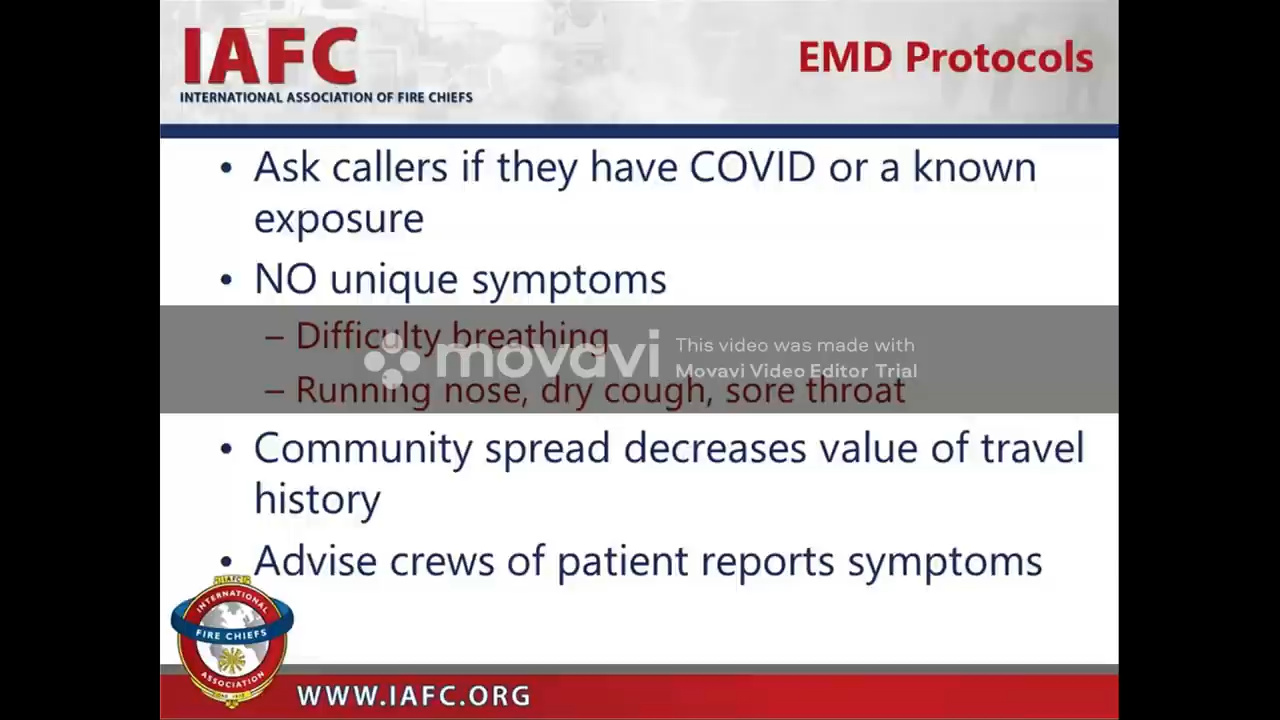 IAFC
INTERNATIONAL ASSOCIATION OF FIRE CHIEFS
EMD Protocols
• Ask callers if they have COVID or a known
exposure
• NO unique symptoms
– Difficulty breathing
– Running nose, dry cough, sore throat
movavi
This video was made with
Movavi Video Editor Trial
• Community spread decreases value of travel
history
• Advise crews of patient reports symptoms
IAFC
INTERNATIONAL
FIRE CHIEFS
ASSOCIATION
WWW.IAFC.ORG